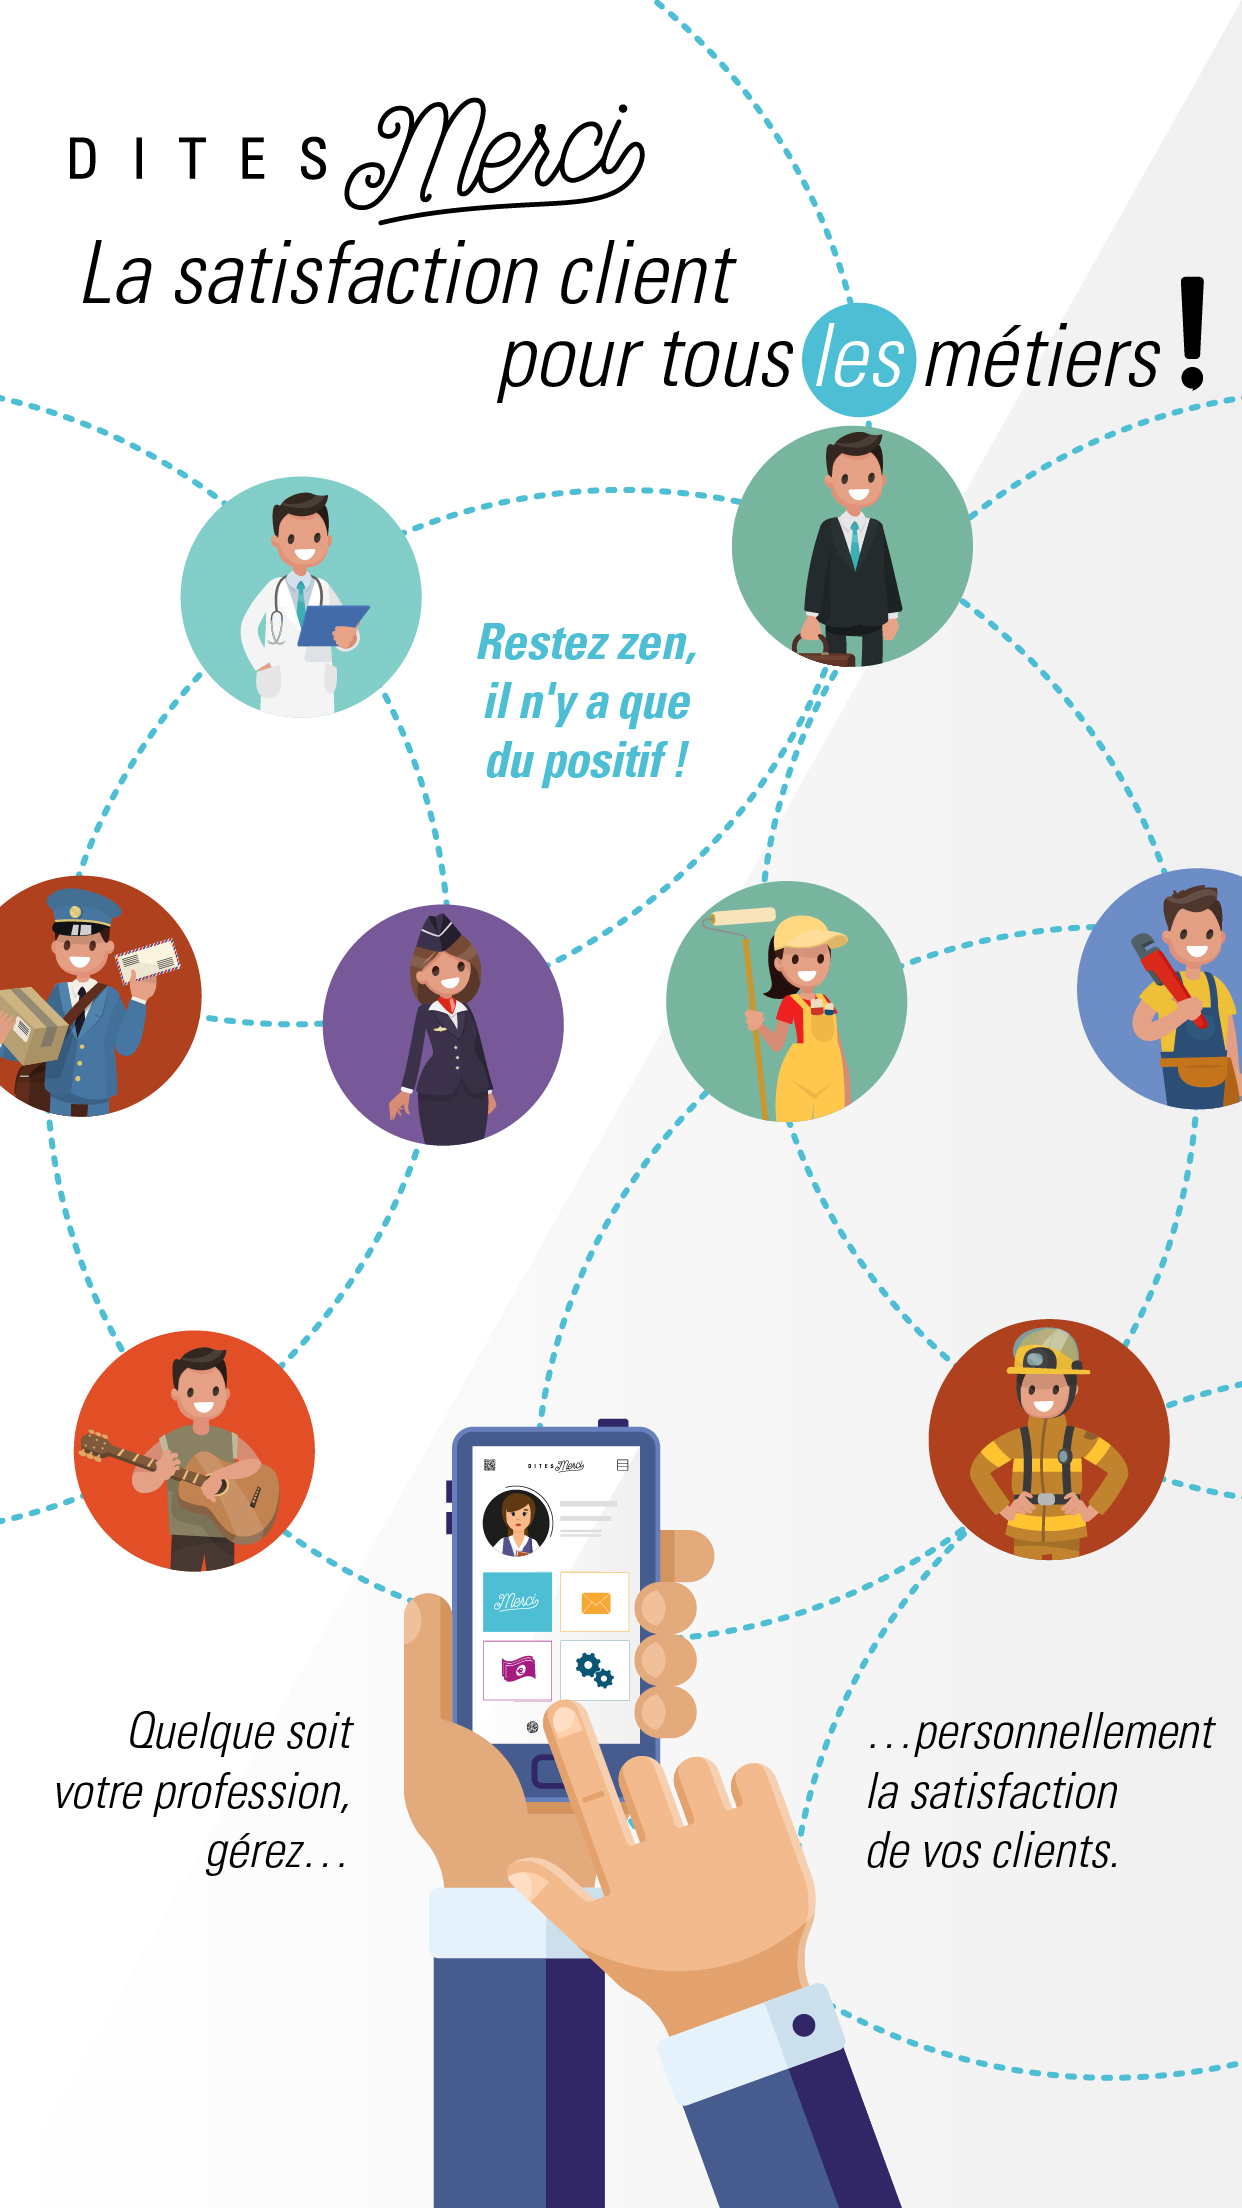 DITES Merci
La satisfaction client
pour tous les métiers !
Restez zen,
il n'y a que
du positif !
DITES Merci
Merci
Quelque soit
votre profession,
gérez...
...personnellement
la satisfaction
de vos clients.